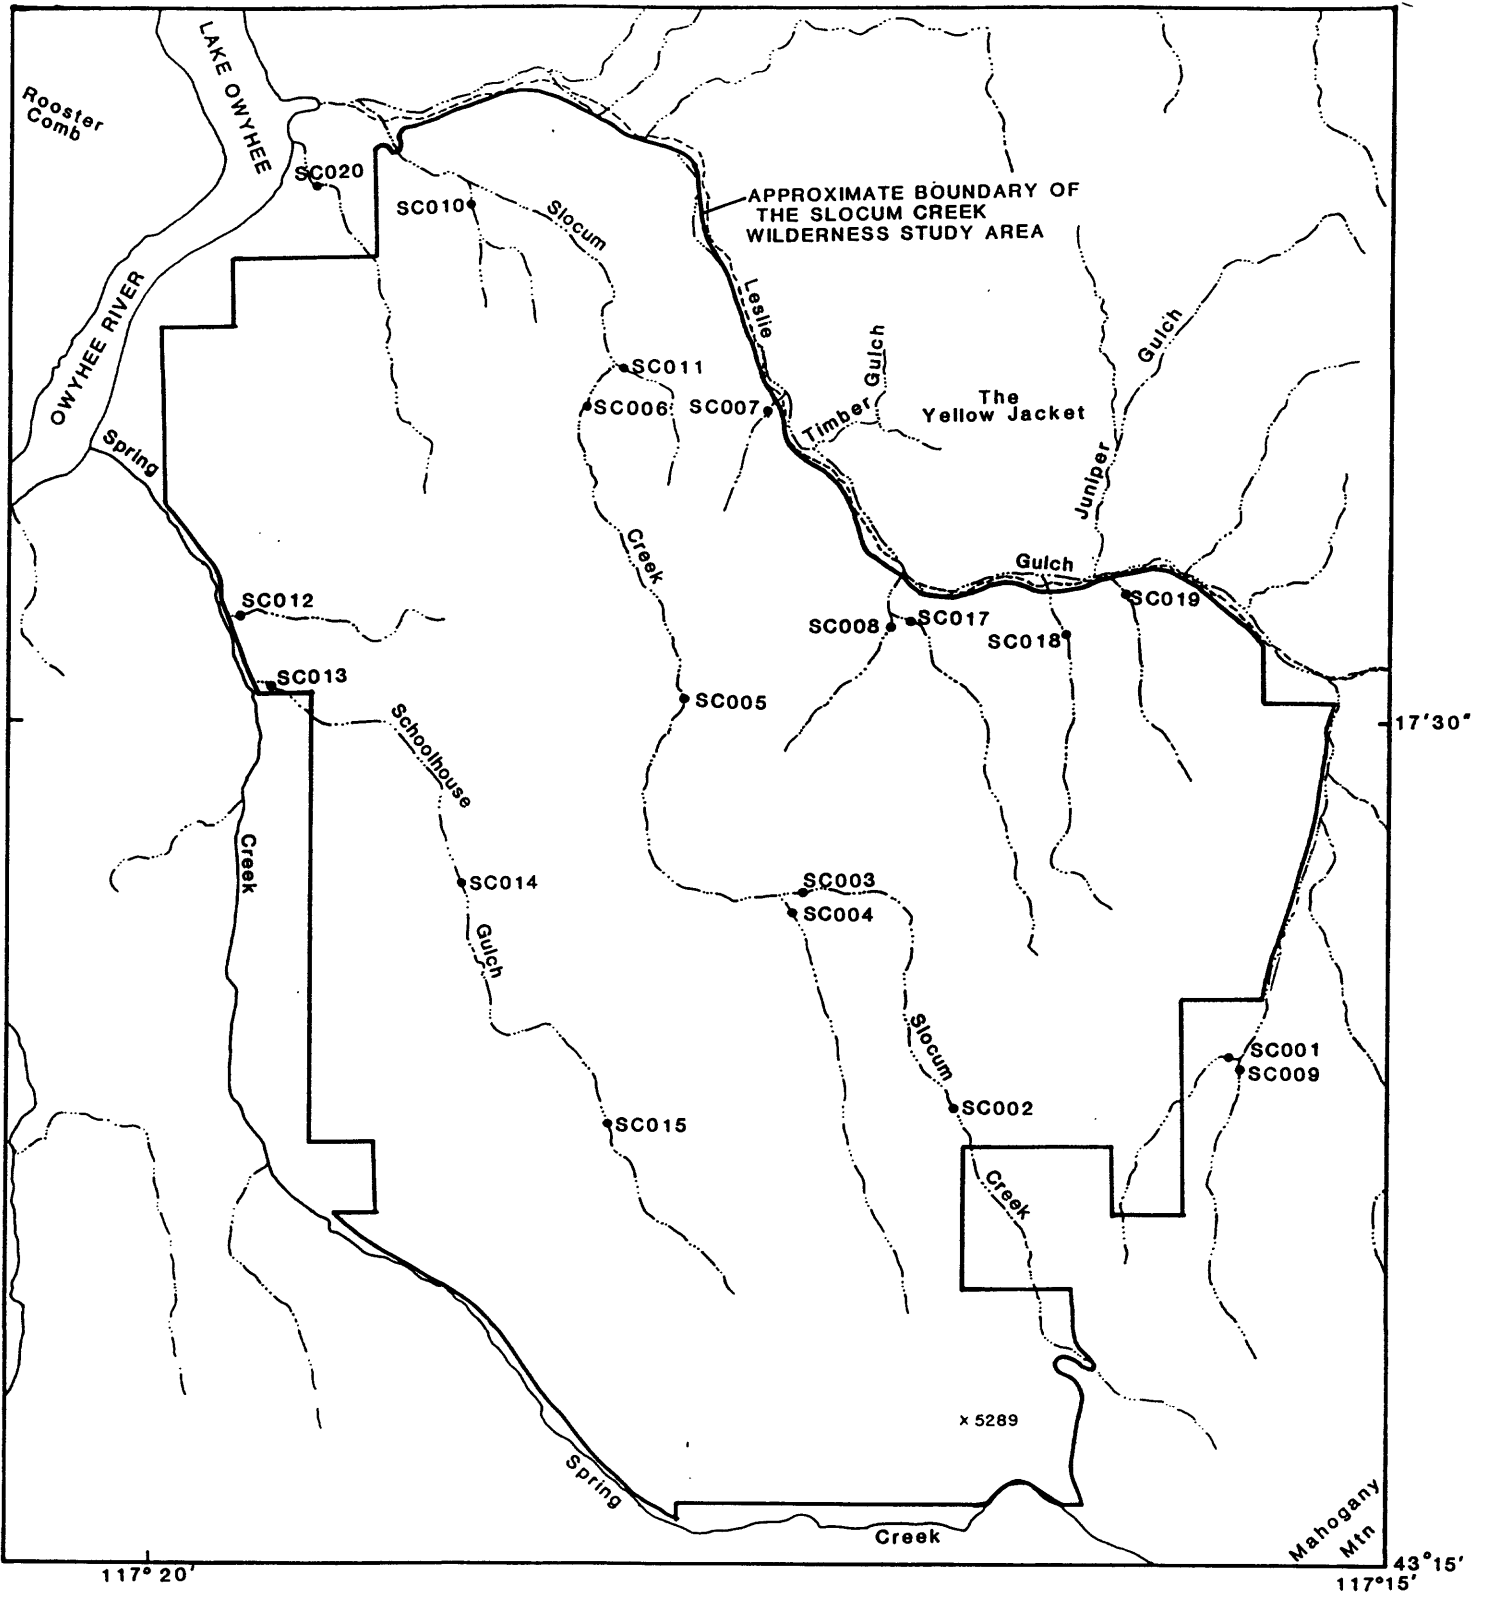 LAKE OWYHEE
Rooster
Comb
SC020
SC010
Slocum
APPROXIMATE BOUNDARY OF
THE SLOCUM CREEK
WILDERNESS STUDY AREA
OWYHEE RIVER
Leslie
Gulch
Timber
Gulch
The
Yellow Jacket
SC011
SC006
SC007
Spring
Juniper
Creek
Gulch
SC012
SC019
SC008
SC017
SC018
SC013
SC005
Schoolhouse
17'30"
Creek
SC014
SC003
SC004
Gulch
Slocum
SC001
SC009
SC002
SC015
Creek
x 5289
Spring
Creek
Mahogany
Mtn
43°15'
117°20'
117°15'